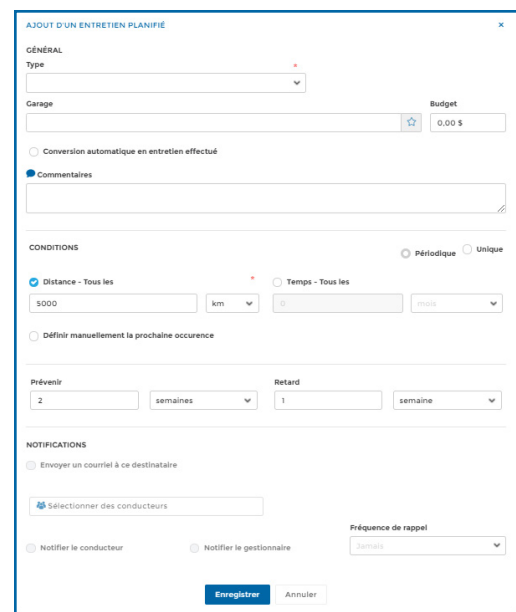 AJOUT D'UN ENTRETIEN PLANIFIÉ ×
GÉNÉRAL
Type *
Garage Budget
0,00 $
Conversion automatique en entretien effectué
Commentaires
CONDITIONS Périodique Unique
Distance - Tous les * Temps - Tous les
5000 km 0 mois
Définir manuellement la prochaine occurence
Prévenir Retard
2 semaines 1 semaine
NOTIFICATIONS
Envoyer un courriel à ce destinataire
Sélectionner des conducteurs
Fréquence de rappel
Notifier le conducteur Notifier le gestionnaire Jamais
Enregistrer Annuler